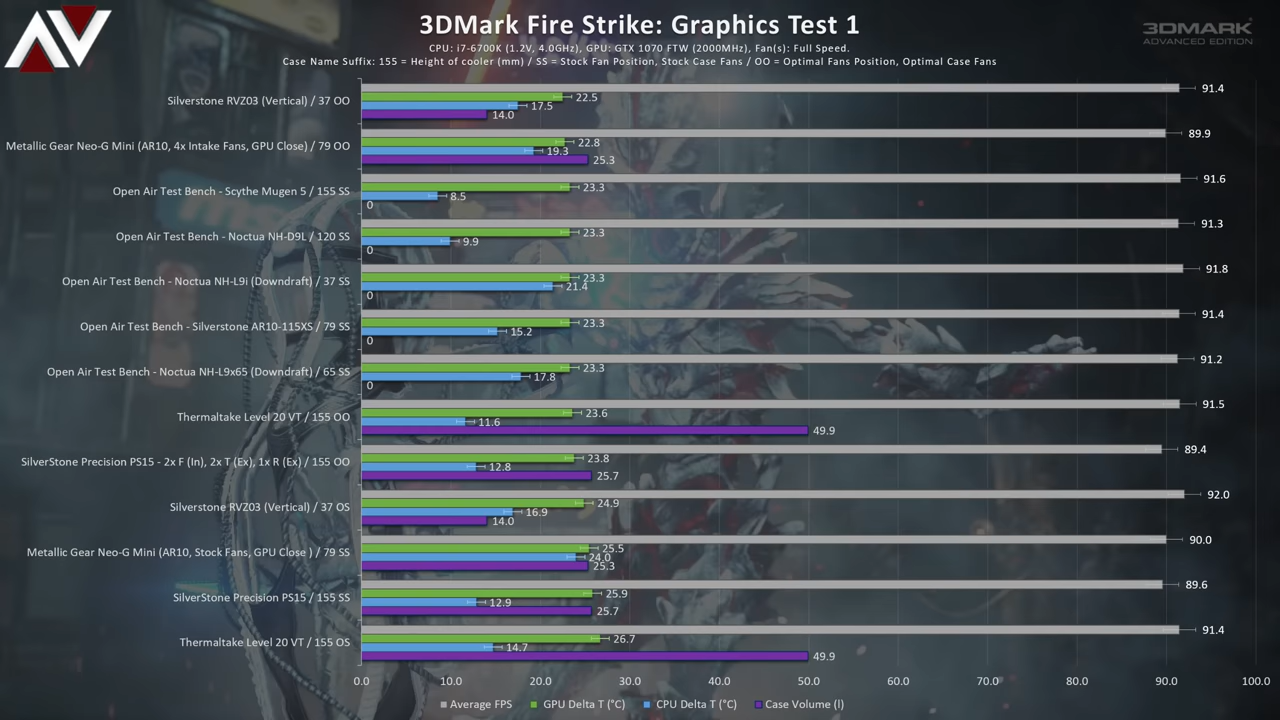 AV
3DMark Fire Strike: Graphics Test 1
3DMARK
ADVANCED EDITION
CPU: i7-6700K (1.2V, 4.0GHz), GPU: GTX 1070 FTW (2000MHz), Fan(s): Full Speed.
Case Name Suffix: 155 = Height of cooler (mm) / SS = Stock Fan Position, Stock Case Fans / OO = Optimal Fans Position, Optimal Case Fans
Silverstone RVZ03 (Vertical) / 37 OO
91.4
22.5
17.5
14.0
Metallic Gear Neo-G Mini (AR10, 4x Intake Fans, GPU Close) / 79 OO
89.9
22.8
19.3
25.3
Open Air Test Bench - Scythe Mugen 5 / 155 SS
91.6
23.3
8.5
0
Open Air Test Bench - Noctua NH-D9L / 120 SS
91.3
23.3
9.9
0
Open Air Test Bench - Noctua NH-L9i (Downdraft) / 37 SS
91.8
23.3
21.4
0
Open Air Test Bench - Silverstone AR10-115XS / 79 SS
91.4
23.3
15.2
0
Open Air Test Bench - Noctua NH-L9x65 (Downdraft) / 65 SS
91.2
23.3
17.8
0
Thermaltake Level 20 VT / 155 OO
91.5
23.6
11.6
49.9
SilverStone Precision PS15 - 2x F (In), 2x T (Ex), 1x R (Ex) / 155 OO
89.4
23.8
12.8
25.7
Silverstone RVZ03 (Vertical) / 37 OS
92.0
24.9
16.9
14.0
Metallic Gear Neo-G Mini (AR10, Stock Fans, GPU Close ) / 79 SS
90.0
25.5
24.0
25.3
SilverStone Precision PS15 / 155 SS
89.6
25.9
12.9
25.7
Thermaltake Level 20 VT / 155 OS
91.4
26.7
14.7
49.9
0.0 10.0 20.0 30.0 40.0 50.0 60.0 70.0 80.0 90.0 100.0
Average FPS GPU Delta T (°C) CPU Delta T (°C) Case Volume (l)